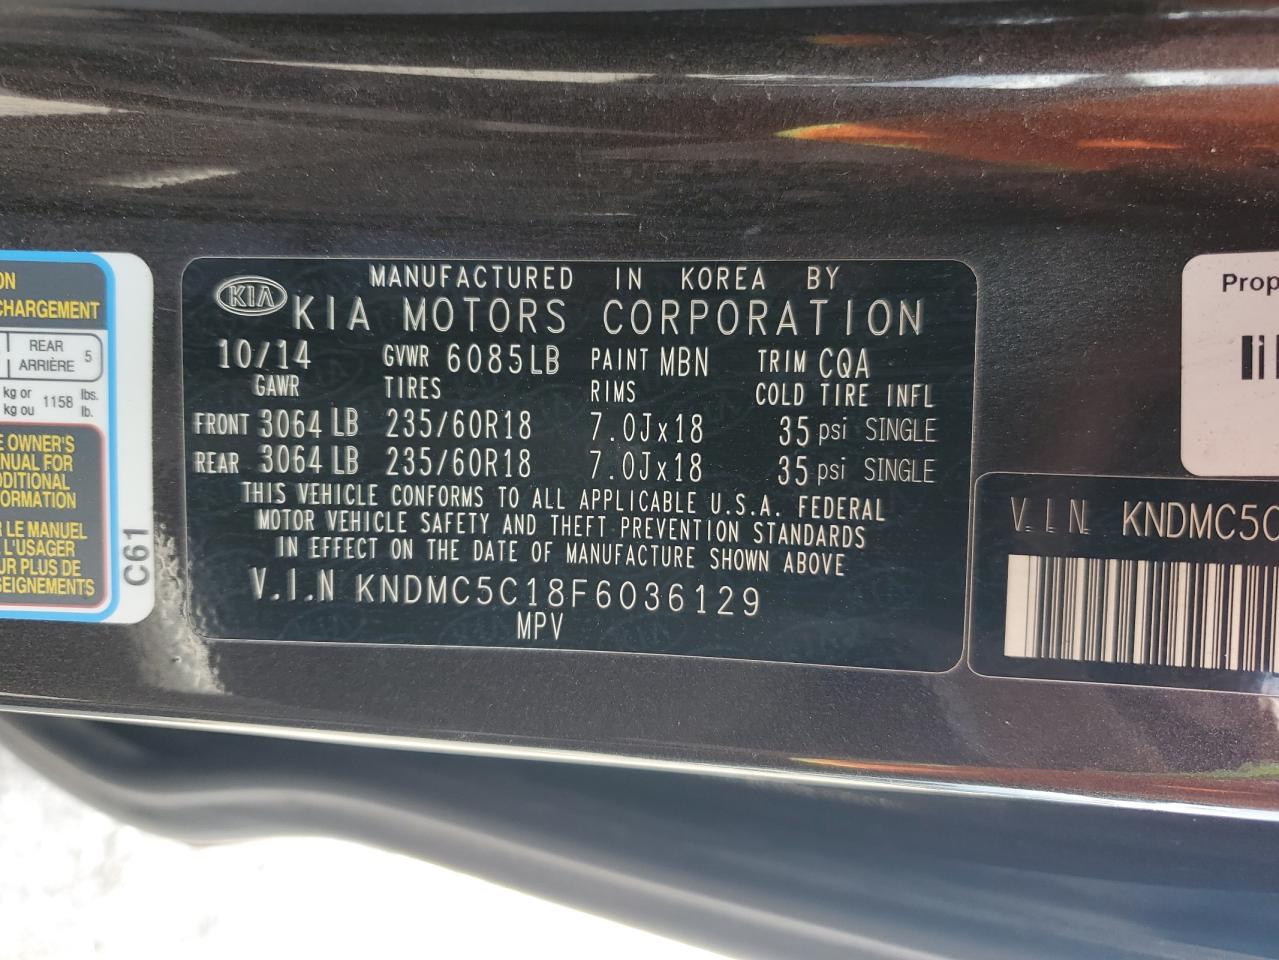 ON
CHARGEMENT
REAR
ARRIÈRE 5
kg or
kg ou 1158 lbs.
lb.
E OWNER'S
NUAL FOR
DDITIONAL
FORMATION
R LE MANUEL
L'USAGER
UR PLUS DE
SEIGNEMENTS
C61
MANUFACTURED IN KOREA BY
KIA KIA MOTORS CORPORATION
10/14 GVWR 6085LB PAINT MBN TRIM CQA
GAWR TIRES RIMS COLD TIRE INFL
FRONT 3064 LB 235/60R18 7.0Jx18 35 psi SINGLE
REAR 3064 LB 235/60R18 7.0Jx18 35 psi SINGLE
THIS VEHICLE CONFORMS TO ALL APPLICABLE U.S.A. FEDERAL
MOTOR VEHICLE SAFETY AND THEFT PREVENTION STANDARDS
IN EFFECT ON THE DATE OF MANUFACTURE SHOWN ABOVE
V.I.N KNDMC5C18F6036129
MPV
Prop
V.I.N KNDMC5C